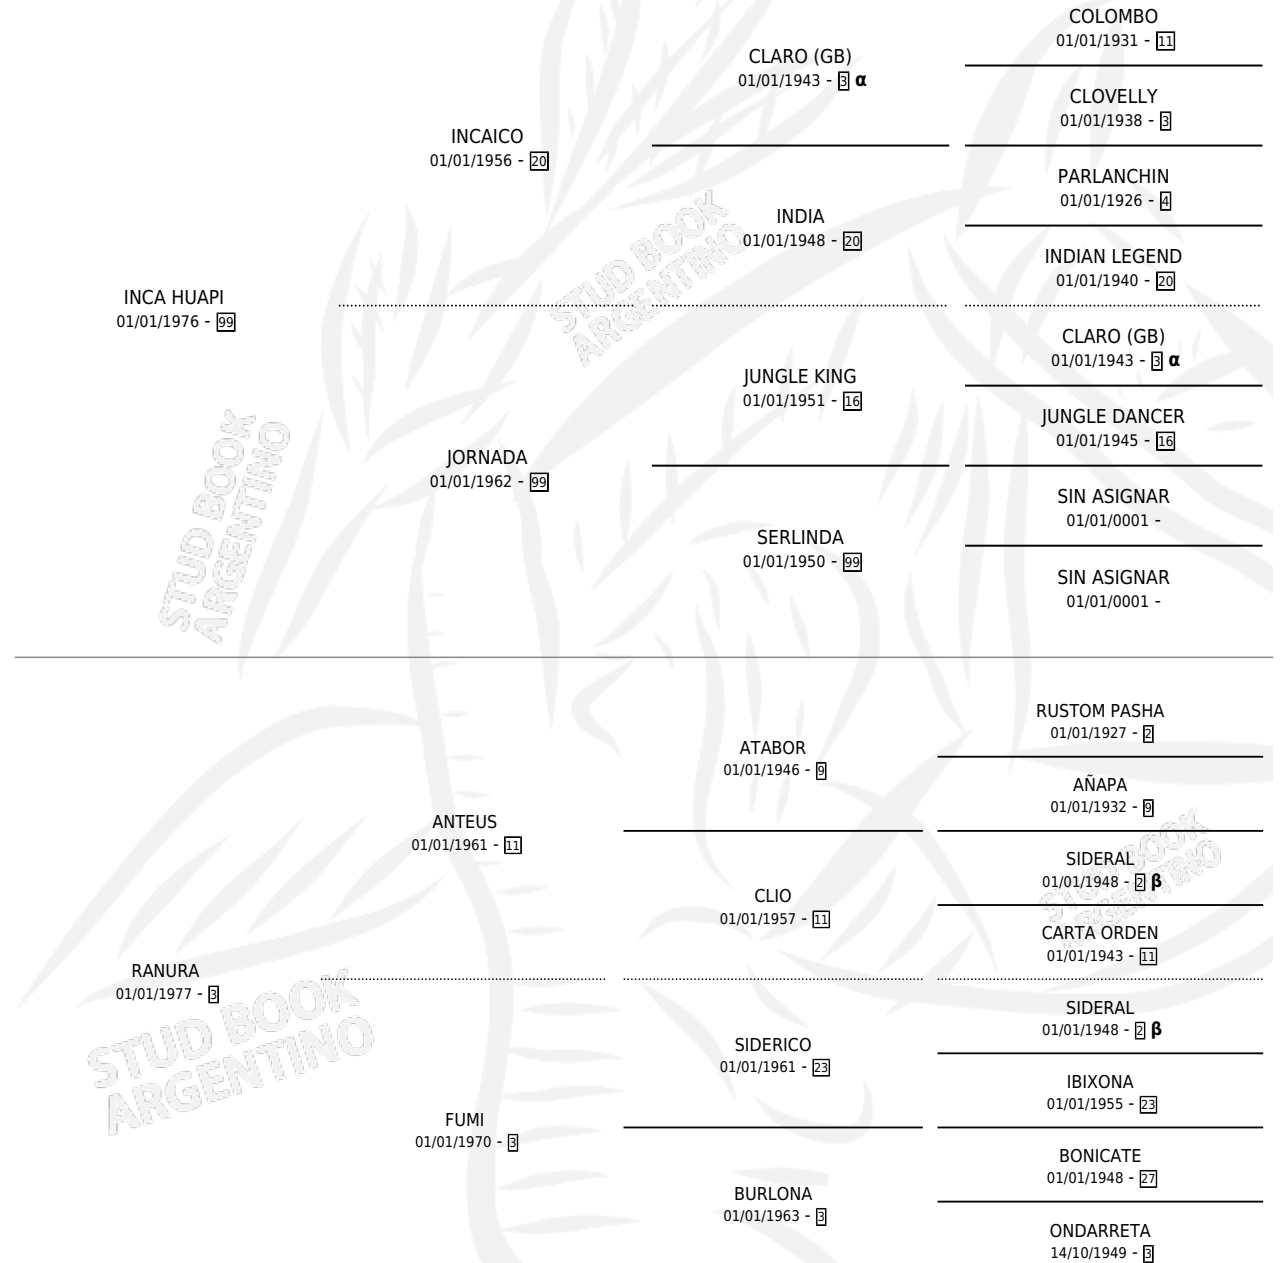 COLOMBO
01/01/1931 - 11
CLARO (GB)
01/01/1943 - 3 α
CLOVELLY
01/01/1938 - 3
INCAICO
01/01/1956 - 20
PARLANCHIN
01/01/1926 - 4
INDIA
01/01/1948 - 20
INDIAN LEGEND
01/01/1940 - 20
INCA HUAPI
01/01/1976 - 99
CLARO (GB)
01/01/1943 - 3 α
JUNGLE KING
01/01/1951 - 16
JUNGLE DANCER
01/01/1945 - 16
JORNADA
01/01/1962 - 99
SIN ASIGNAR
01/01/0001 -
SERLINDA
01/01/1950 - 99
SIN ASIGNAR
01/01/0001 -
RUSTOM PASHA
01/01/1927 - 2
ATABOR
01/01/1946 - 9
AÑAPA
01/01/1932 - 9
ANTEUS
01/01/1961 - 11
SIDERAL
01/01/1948 - 2 β
CLIO
01/01/1957 - 11
CARTA ORDEN
01/01/1943 - 11
RANURA
01/01/1977 - 3
SIDERAL
01/01/1948 - 2 β
SIDERICO
01/01/1961 - 23
IBIXONA
01/01/1955 - 23
FUMI
01/01/1970 - 3
BONICATE
01/01/1948 - 27
BURLONA
01/01/1963 - 3
ONDARRETA
14/10/1949 - 3
STUD BOOK
ARGENTINO
STUD BOOK
ARGENTINO
STUD BOOK
ARGENTINO
STUD BOOK
ARGENTINO